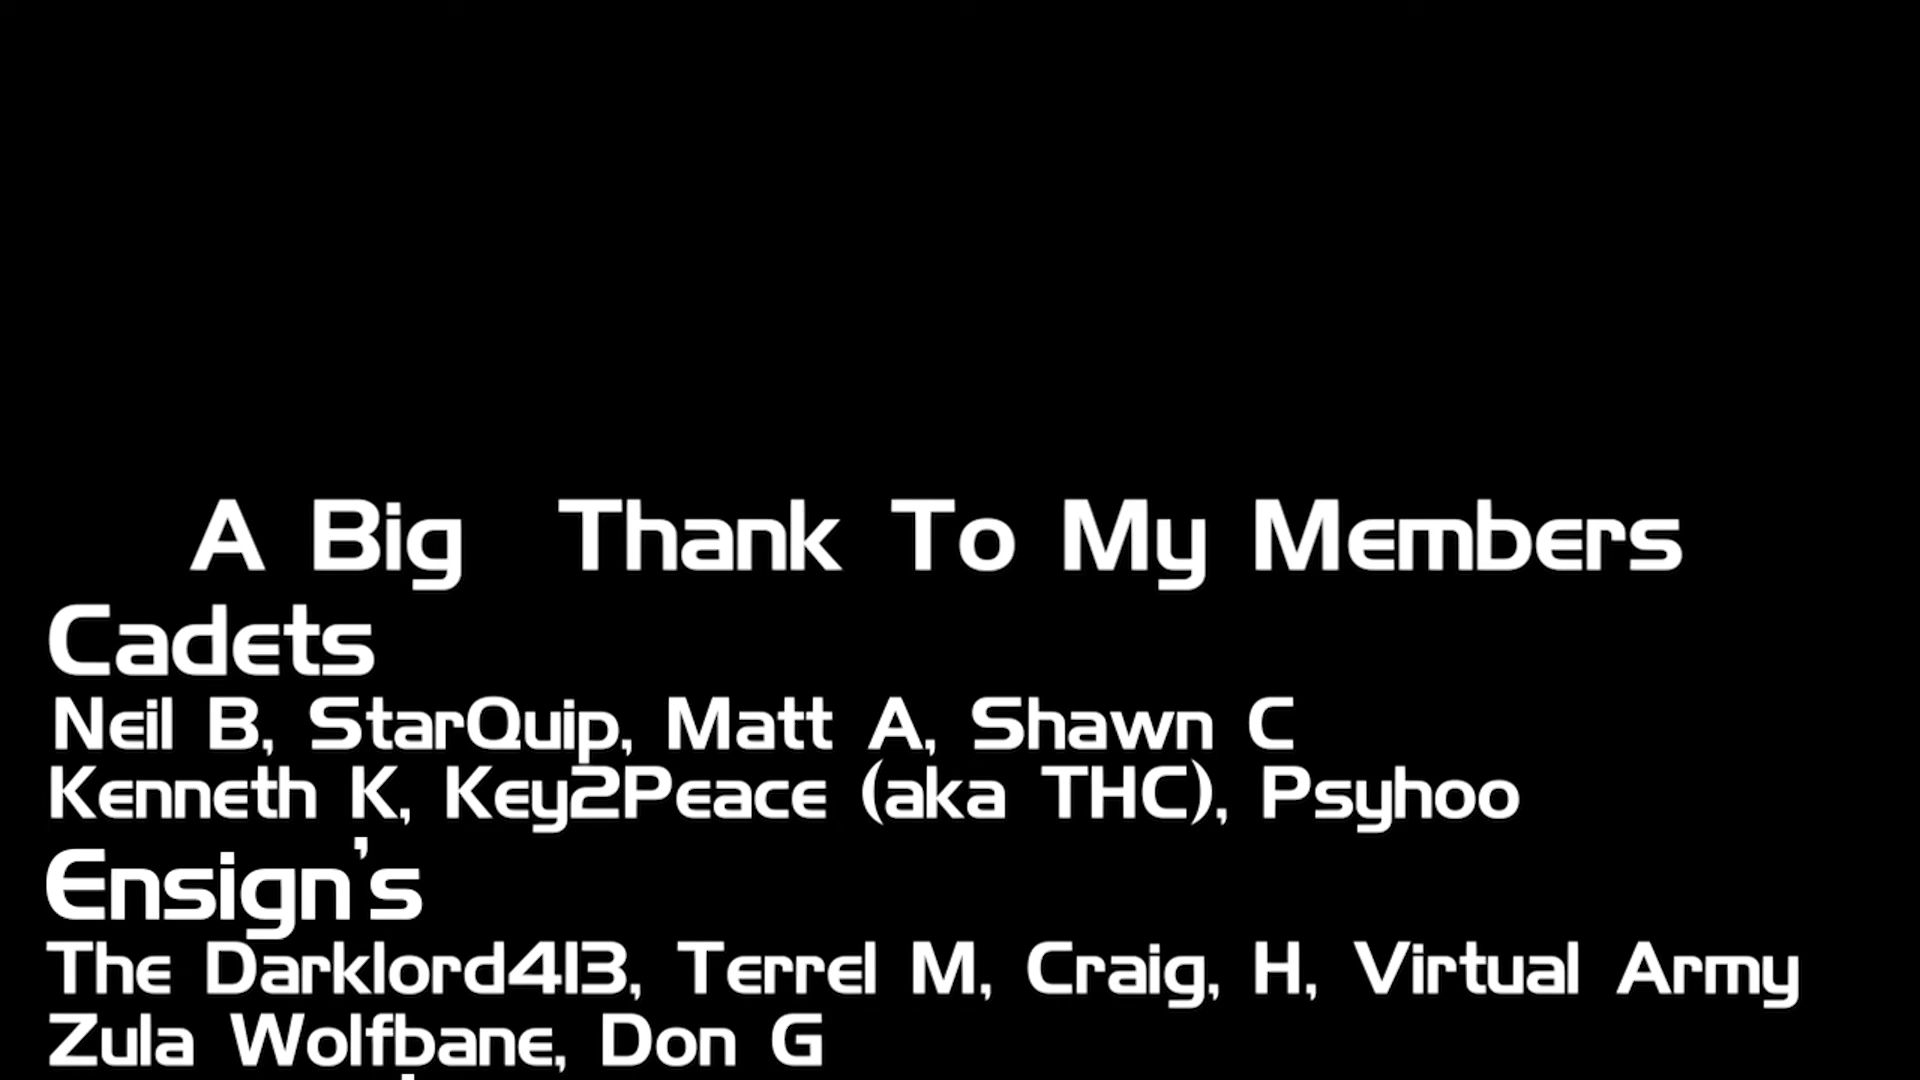 A Big Thank To My Members
Cadets
Neil B, StarQuip, Matt A, Shawn C
Kenneth K, Key2Peace (aka THC), Psyhoo
Ensign's
The Darklord413, Terrel M, Craig, H, Virtual Army
Zula Wolfbane, Don G